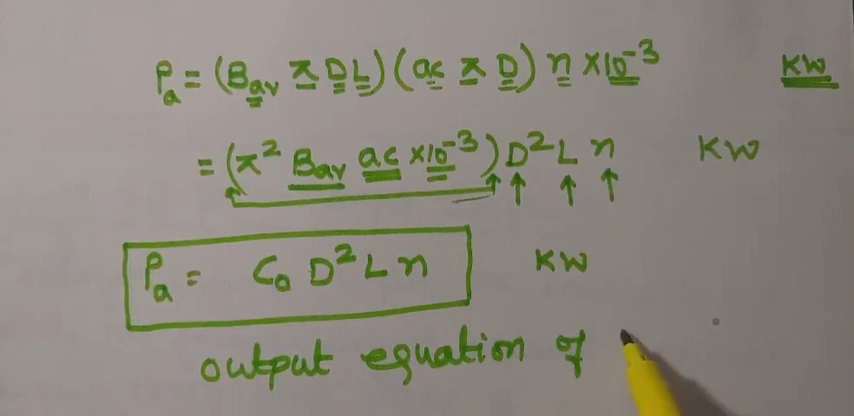 Pa = (Bav π D L) (ac π D) n × 10⁻³ KW
= (π² Bav ac × 10⁻³) D² L n KW
Pa = C₀ D² L n KW
output equation of